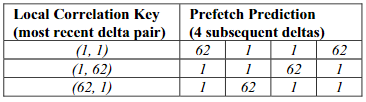 Local Correlation Key Prefetch Prediction
(most recent delta pair) (4 subsequent deltas)
(1, 1) 62 1 1 62
(1, 62) 1 1 62 1
(62, 1) 1 62 1 1